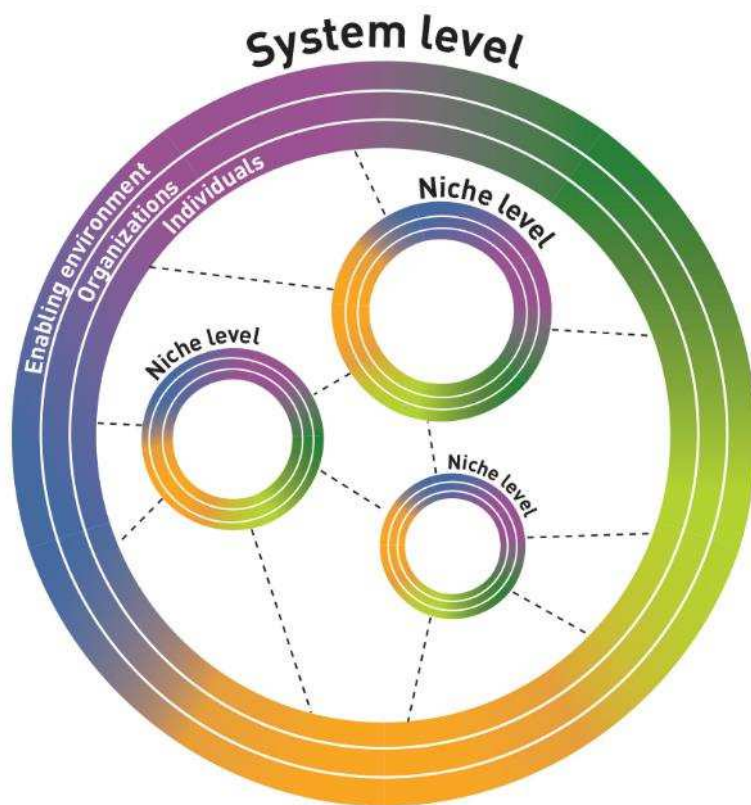 System level
Enabling environment
Organizations
Individuals
Niche level
Niche level
Niche level